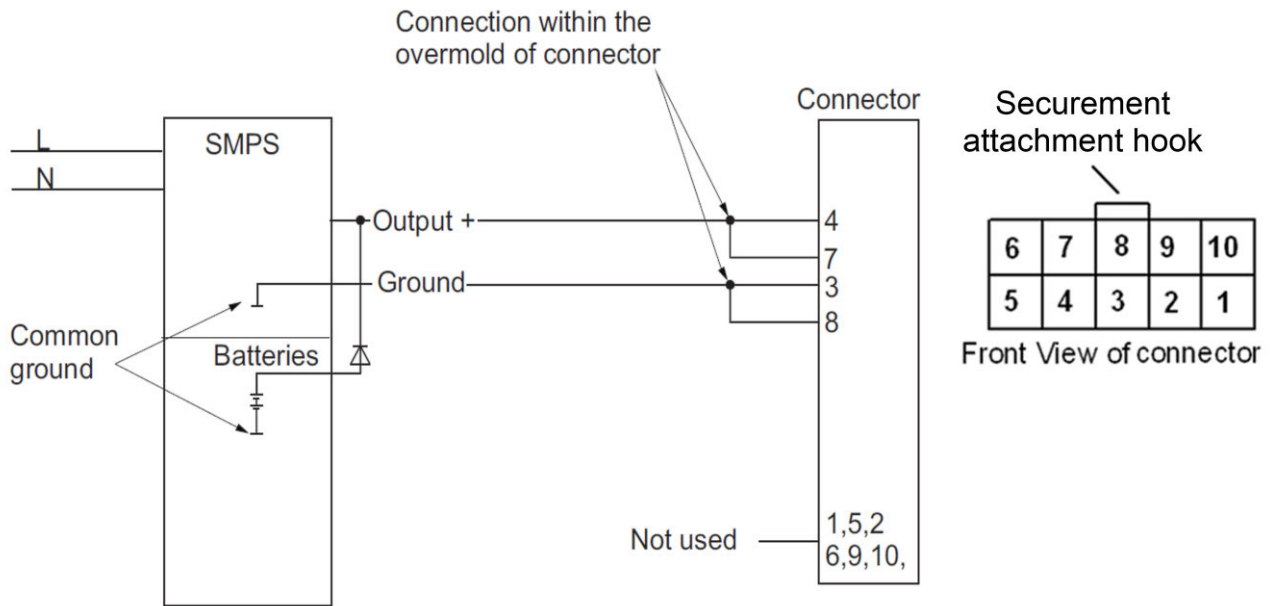 Connection within the
overmold of connector
Connector
Securement
attachment hook
L
SMPS
N
Output +
4
7
Ground
3
8
6 7 8 9 10
5 4 3 2 1
Front View of connector
Common
ground
Batteries
Not used
1,5,2
6,9,10,